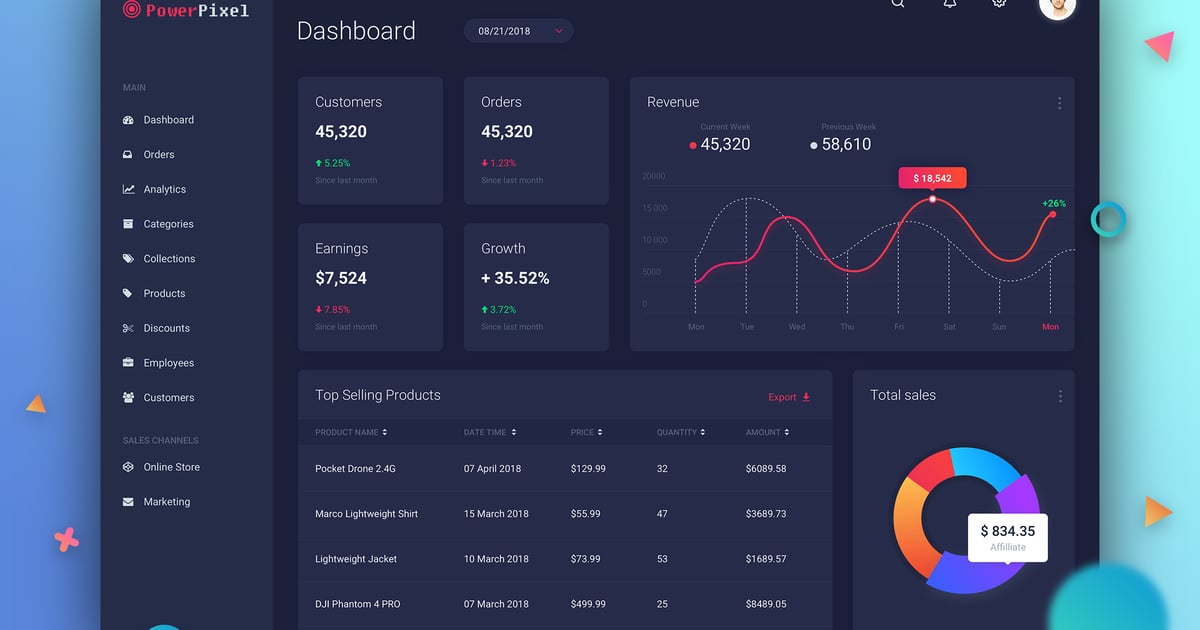 PowerPixel
Dashboard
08/21/2018
MAIN
Dashboard
Orders
Analytics
Categories
Collections
Products
Discounts
Employees
Customers
SALES CHANNELS
Online Store
Marketing
Customers
45,320
5.25%
Since last month
Orders
45,320
1.23%
Since last month
Earnings
$7,524
7.85%
Since last month
Growth
+ 35.52%
3.72%
Since last month
Revenue
Current Week
45,320
Previous Week
58,610
20000
15 000
10 000
5000
0
$ 18,542
+26%
Mon Tue Wed Thu Fri Sat Sun Mon
Top Selling Products
Export
PRODUCT NAME DATE TIME PRICE QUANTITY AMOUNT
Pocket Drone 2.4G 07 April 2018 $129.99 32 $6089.58
Marco Lightweight Shirt 15 March 2018 $55.99 47 $3689.73
Lightweight Jacket 10 March 2018 $73.99 53 $1689.57
DJI Phantom 4 PRO 07 March 2018 $499.99 25 $8489.05
Total sales
$ 834.35
Affilliate